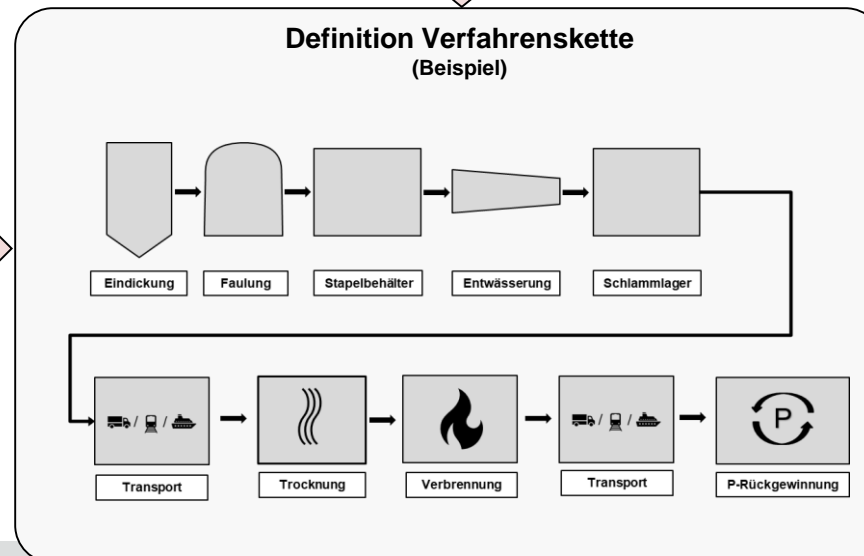 Definition Verfahrenskette
(Beispiel)
Eindickung Faulung Stapelbehälter Entwässerung Schlammlager
/ /
/ /
P
Transport Trocknung Verbrennung Transport P-Rückgewinnung